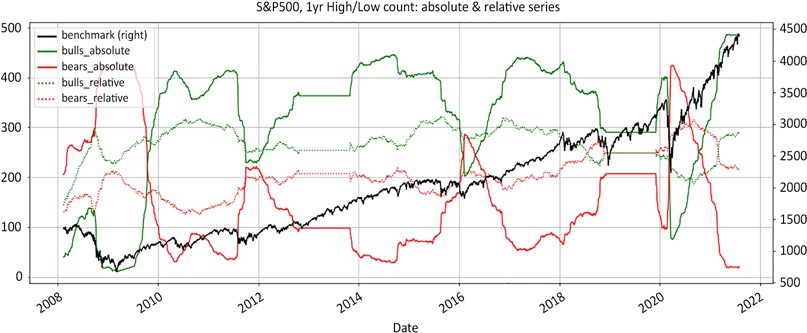 S&P500, 1yr High/Low count: absolute & relative series
benchmark (right)
bulls_absolute
bears_absolute
bulls_relative
bears_relative
500
400
300
200
100
0
4500
4000
3500
3000
2500
2000
1500
1000
500
2008 2010 2012 2014 2016 2018 2020 2022
Date